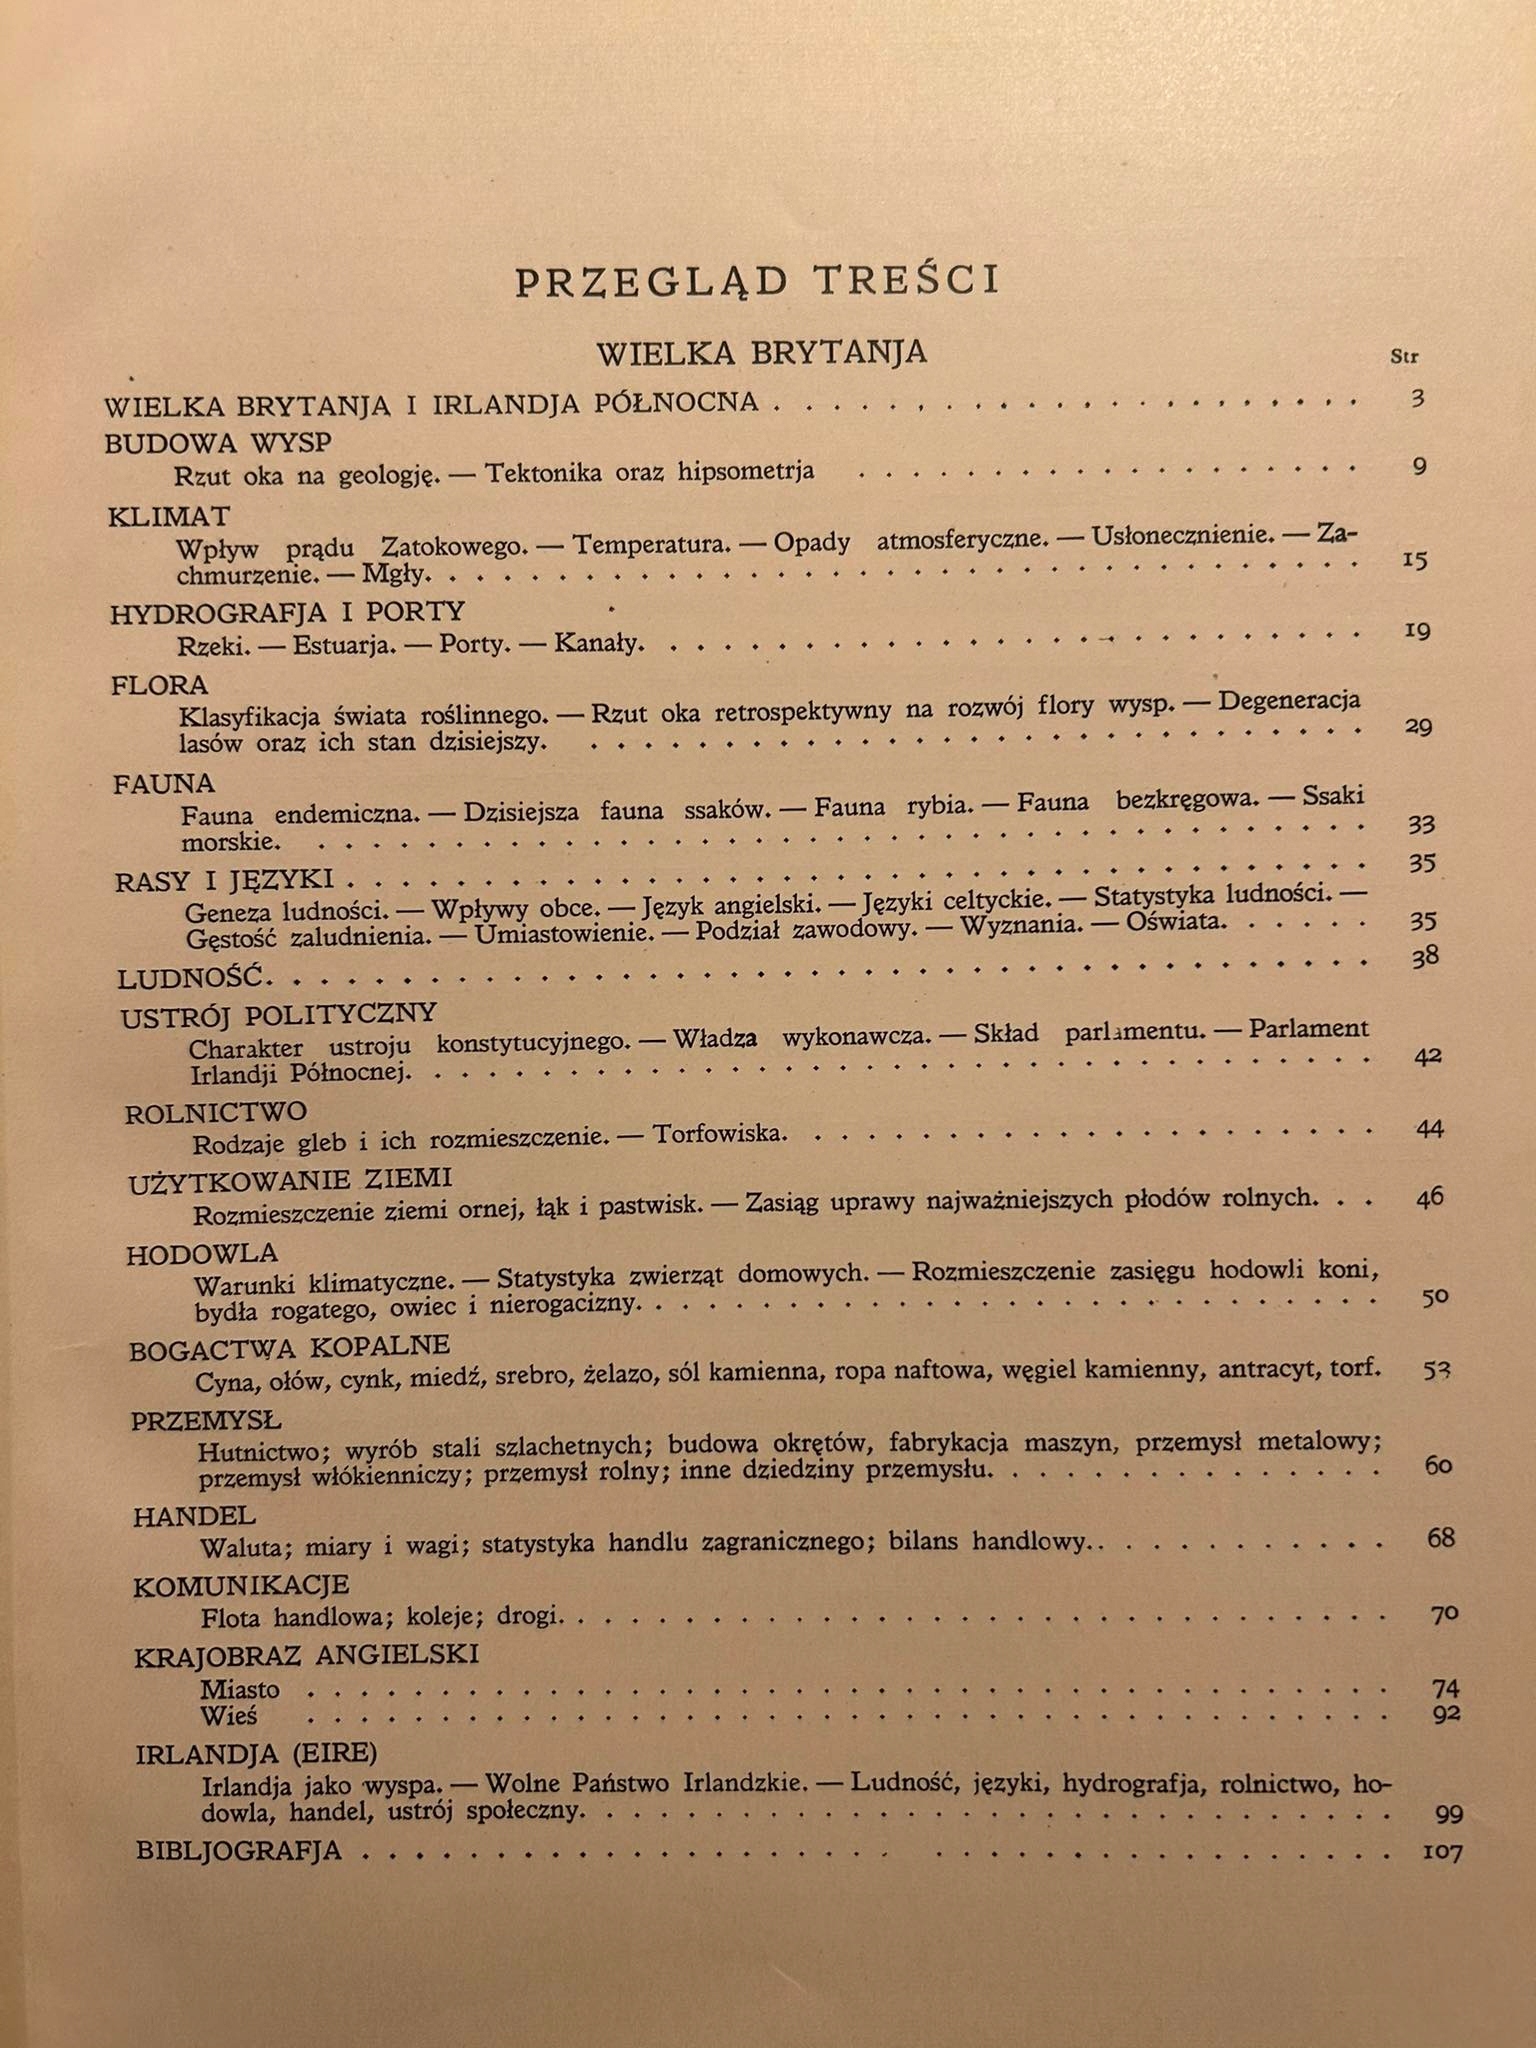 PRZEGLĄD TREŚCI
WIELKA BRYTANJA
Str
WIELKA BRYTANJA I IRLANDJA PÓŁNOCNA . . . . . . . . . . . . . . . . . . . . . . 3
BUDOWA WYSP
Rzut oka na geologję. — Tektonika oraz hipsometrja . . . . . . . . . . . . . . . . . . . 9
KLIMAT
Wpływ prądu Zatokowego. — Temperatura. — Opady atmosferyczne. — Usłonecznienie. — Za-
chmurzenie. — Mgły. . . . . . . . . . . . . . . . . . . . . . . . . . . . . . . . . . . 15
HYDROGRAFJA I PORTY
Rzeki. — Estuarja. — Porty. — Kanały. . . . . . . . . . . . . . . . . . . . . . . . . . . 19
FLORA
Klasyfikacja świata roślinnego. — Rzut oka retrospektywny na rozwój flory wysp. — Degeneracja
lasów oraz ich stan dzisiejszy. . . . . . . . . . . . . . . . . . . . . . . . . . . . . . 29
FAUNA
Fauna endemiczna. — Dzisiejsza fauna ssaków. — Fauna rybia. — Fauna bezkręgowa. — Ssaki
morskie. . . . . . . . . . . . . . . . . . . . . . . . . . . . . . . . . . . . . . . . 33
RASY I JĘZYKI . . . . . . . . . . . . . . . . . . . . . . . . . . . . . . . . . . . . . 35
Geneza ludności. — Wpływy obce. — Język angielski. — Języki celtyckie. — Statystyka ludności. —
Gęstość zaludnienia. — Umiastowienie. — Podział zawodowy. — Wyznania. — Oświata. . . . . . 35
LUDNOŚĆ. . . . . . . . . . . . . . . . . . . . . . . . . . . . . . . . . . . . . . . . . 38
USTRÓJ POLITYCZNY
Charakter ustroju konstytucyjnego. — Władza wykonawcza. — Skład parlamentu. — Parlament
Irlandji Północnej. . . . . . . . . . . . . . . . . . . . . . . . . . . . . . . . . . . . 42
ROLNICTWO
Rodzaje gleb i ich rozmieszczenie. — Torfowiska. . . . . . . . . . . . . . . . . . . . . . 44
UŻYTKOWANIE ZIEMI
Rozmieszczenie ziemi ornej, łąk i pastwisk. — Zasiąg uprawy najważniejszych płodów rolnych. . . 46
HODOWLA
Warunki klimatyczne. — Statystyka zwierząt domowych. — Rozmieszczenie zasięgu hodowli koni,
bydła rogatego, owiec i nierogacizny. . . . . . . . . . . . . . . . . . . . . . . . . . . . 50
BOGACTWA KOPALNE
Cyna, ołów, cynk, miedź, srebro, żelazo, sól kamienna, ropa naftowa, węgiel kamienny, antracyt, torf. 53
PRZEMYSŁ
Hutnictwo; wyrób stali szlachetnych; budowa okrętów, fabrykacja maszyn, przemysł metalowy;
przemysł włókienniczy; przemysł rolny; inne dziedziny przemysłu. . . . . . . . . . . . . . . . 60
HANDEL
Waluta; miary i wagi; statystyka handlu zagranicznego; bilans handlowy.. . . . . . . . . . . . 68
KOMUNIKACJE
Flota handlowa; koleje; drogi. . . . . . . . . . . . . . . . . . . . . . . . . . . . . . . 70
KRAJOBRAZ ANGIELSKI
Miasto . . . . . . . . . . . . . . . . . . . . . . . . . . . . . . . . . . . . . . . . 74
Wieś . . . . . . . . . . . . . . . . . . . . . . . . . . . . . . . . . . . . . . . . 92
IRLANDJA (EIRE)
Irlandja jako wyspa. — Wolne Państwo Irlandzkie. — Ludność, języki, hydrografja, rolnictwo, ho-
dowla, handel, ustrój społeczny. . . . . . . . . . . . . . . . . . . . . . . . . . . . . . 99
BIBLJOGRAFJA . . . . . . . . . . . . . . . . . . . . . . . . . . . . . . . . . . . . . 107